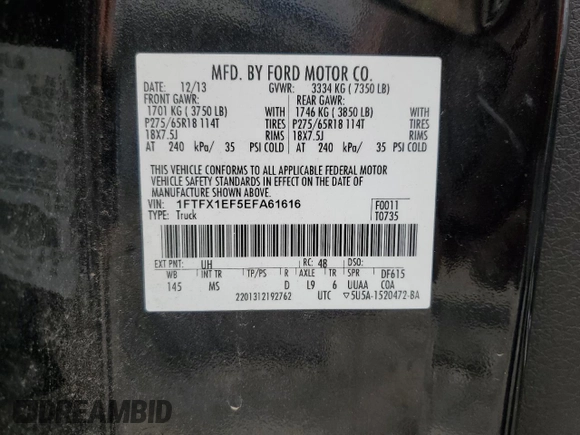 MFD. BY FORD MOTOR CO.
DATE: 12/13 GVWR: 3334 KG ( 7350 LB)
FRONT GAWR: REAR GAWR:
1701 KG ( 3750 LB) 1746 KG ( 3850 LB)
P275/65R18 114T WITH TIRES P275/65R18 114T WITH TIRES
18X7.5J RIMS 18X7.5J RIMS
AT 240 kPa/ 35 PSI COLD AT 240 kPa/ 35 PSI COLD
THIS VEHICLE CONFORMS TO ALL APPLICABLE FEDERAL MOTOR
VEHICLE SAFETY STANDARDS IN EFFECT ON THE DATE OF
MANUFACTURE SHOWN ABOVE.
VIN: 1FTFX1EF5EFA61616 F0011
TYPE: Truck T0735
EXT PNT: UH RC: 48 DSO:
WB INT TR TP/PS R AXLE TR SPR DF615
145 MS D L9 6 UUAA COA
2201312192762 UTC ▽5U5A-1520472-BA
DREAMBID